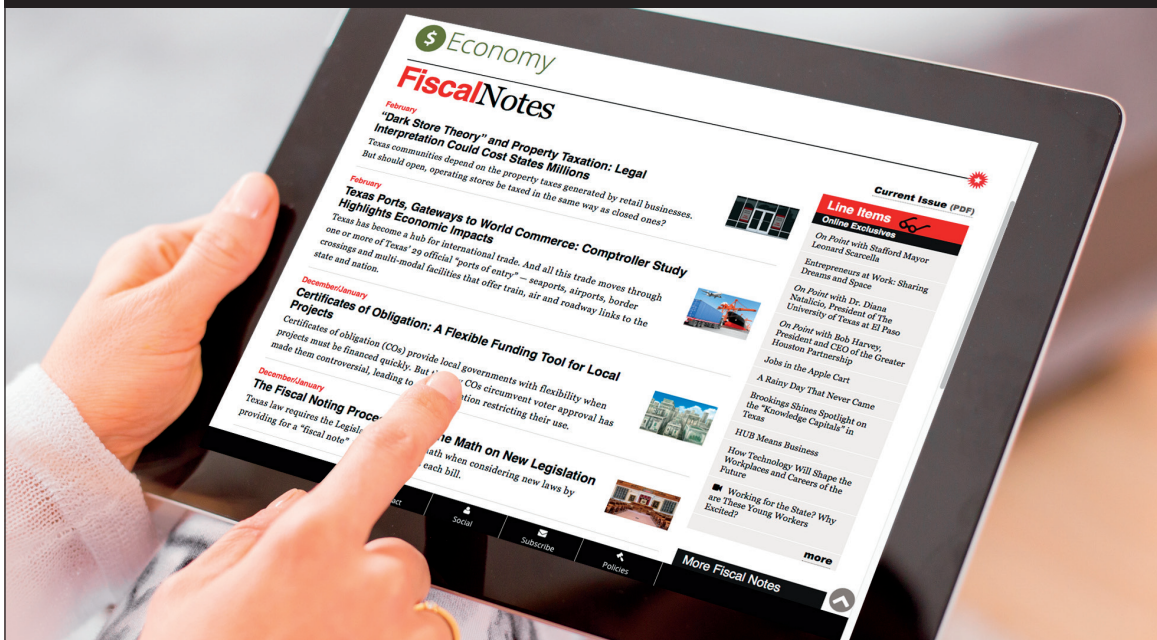 $ Economy
FiscalNotes
February
“Dark Store Theory” and Property Taxation: Legal
Interpretation Could Cost States Millions
Texas communities depend on the property taxes generated by retail businesses.
But should open, operating stores be taxed in the same way as closed ones?
February
Texas Ports, Gateways to World Commerce: Comptroller Study
Highlights Economic Impacts
Texas has become a hub for international trade. And all this trade moves through
one or more of Texas’ 29 official “ports of entry” — seaports, airports, border
crossings and multi-modal facilities that offer train, air and roadway links to the
state and nation.
December/January
Certificates of Obligation: A Flexible Funding Tool for Local
Projects
Certificates of obligation (COs) provide local governments with flexibility when
projects must be financed quickly. But COs circumvent voter approval has
made them controversial, leading to restricting their use.
December/January
The Fiscal Noting Math on New Legislation
Texas law requires the when considering new laws by
providing for a “fiscal note” each bill.
Social
Subscribe
Policies
Current Issue (PDF)
Line Items
Online Exclusives
On Point with Stafford Mayor
Leonard Scarcella
Entrepreneurs at Work: Sharing
Dreams and Space
On Point with Dr. Diana
Natalicio, President of The
University of Texas at El Paso
On Point with Bob Harvey,
President and CEO of the Greater
Houston Partnership
Jobs in the Apple Cart
A Rainy Day That Never Came
Brookings Shines Spotlight on
the “Knowledge Capitals” in
Texas
HUB Means Business
How Technology Will Shape the
Workplaces and Careers of the
Future
Working for the State? Why
are These Young Workers
Excited?
more
More Fiscal Notes